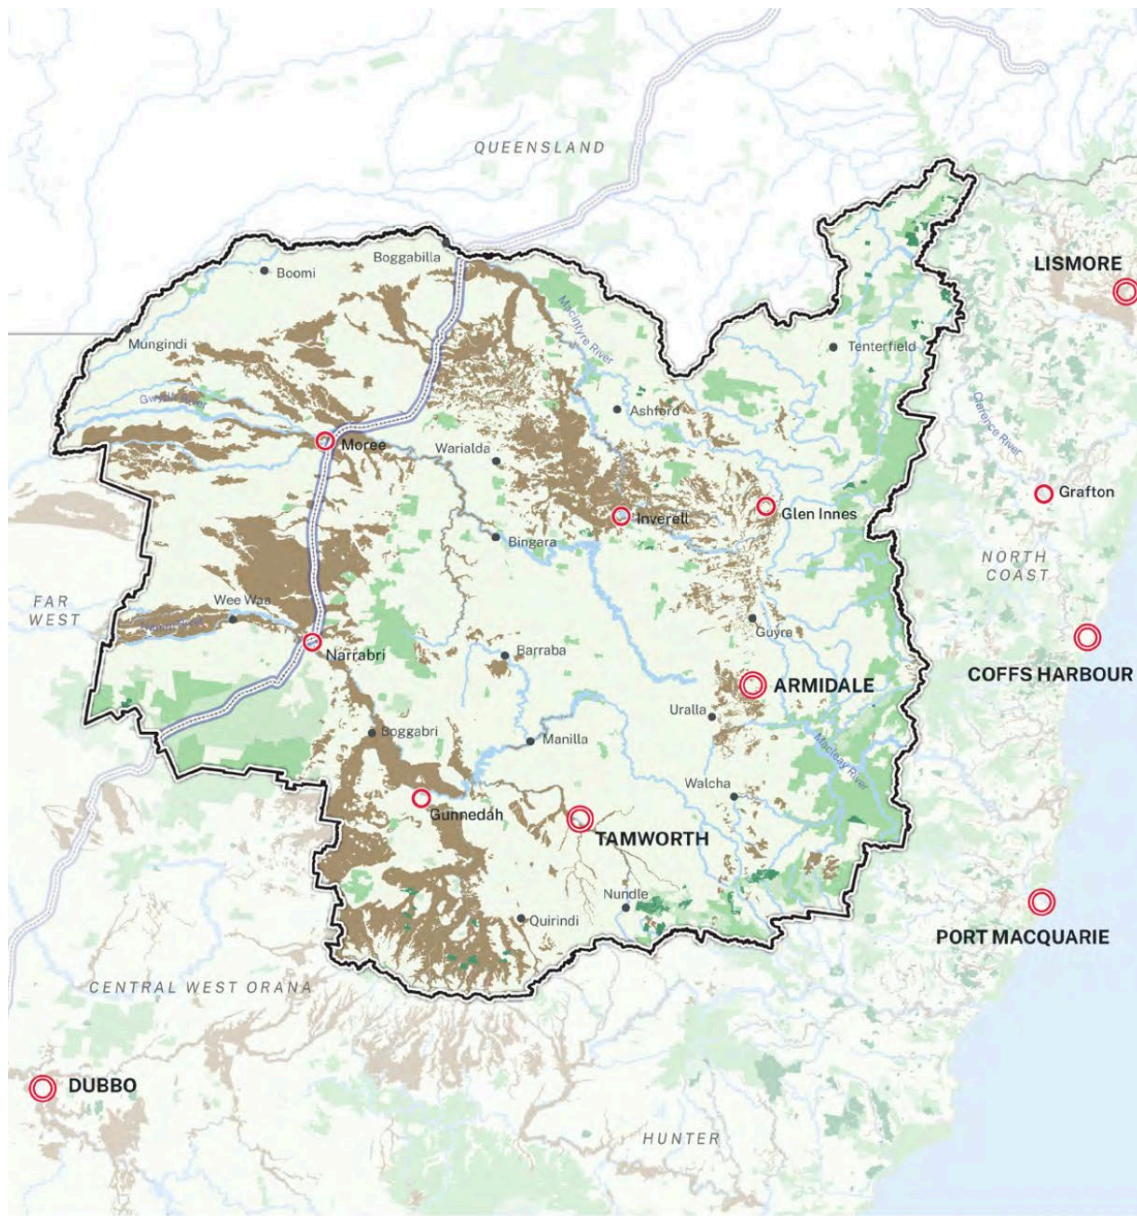 QUEENSLAND
Boggabilla
LISMORE
Boomi
Macintyre River
Mungindi
Tenterfield
Gwydir River
Ashford
Clarence River
Moree
Warialda
Grafton
Glen Innes
Inverell
Bingara
NORTH
COAST
FAR
WEST
Wee Waa
Guyra
Narrabri
Barraba
COFFS HARBOUR
ARMIDALE
Uralla
Boggabri
Manilla
Macleay River
Walcha
Gunnedah
TAMWORTH
Nundle
Quirindi
PORT MACQUARIE
CENTRAL WEST ORANA
DUBBO
HUNTER